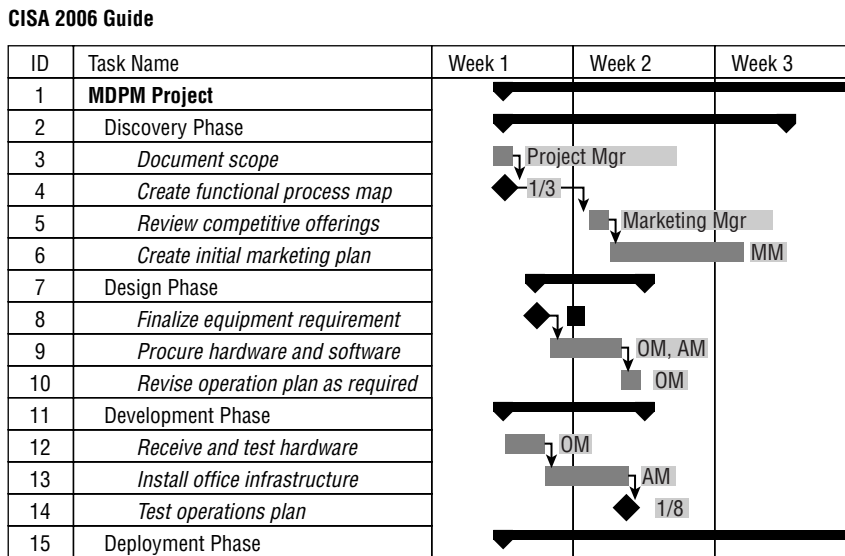 CISA 2006 Guide
ID Task Name Week 1 Week 2 Week 3
1 MDPM Project
2 Discovery Phase
3 Document scope Project Mgr
4 Create functional process map 1/3
5 Review competitive offerings Marketing Mgr
6 Create initial marketing plan MM
7 Design Phase
8 Finalize equipment requirement
9 Procure hardware and software OM, AM
10 Revise operation plan as required OM
11 Development Phase
12 Receive and test hardware OM
13 Install office infrastructure AM
14 Test operations plan 1/8
15 Deployment Phase